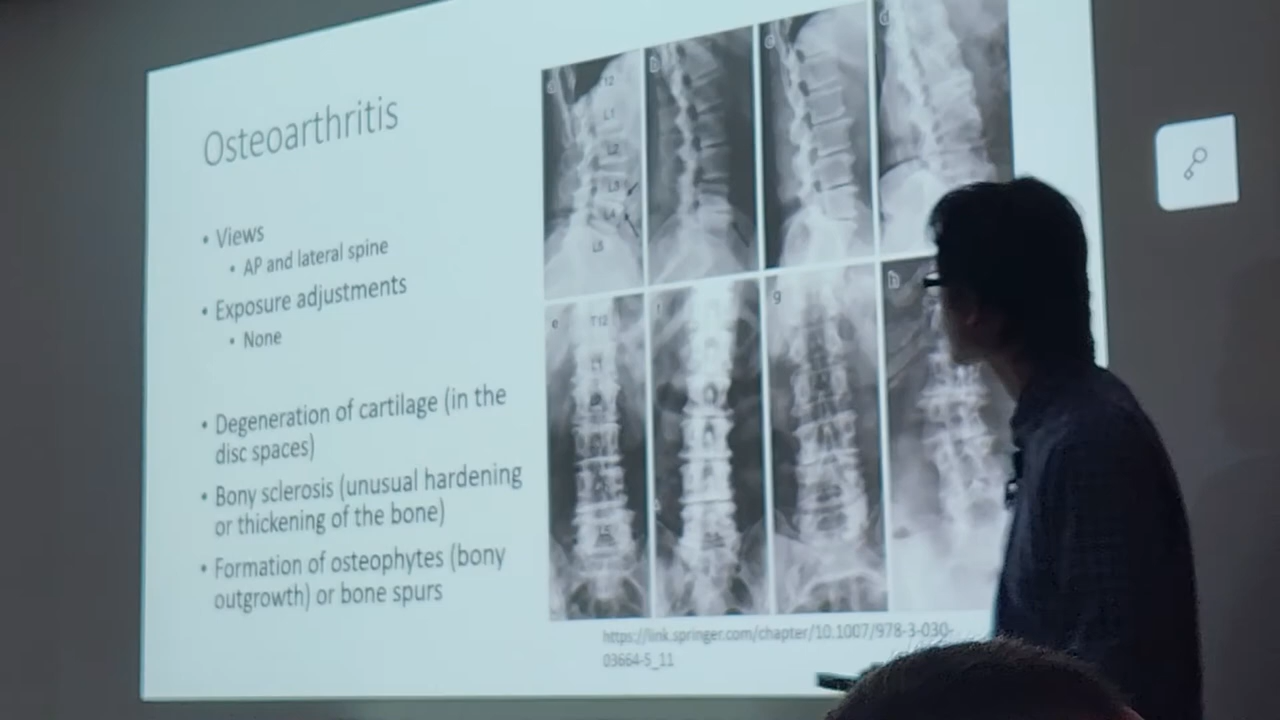 Osteoarthritis
• Views
• AP and lateral spine
• Exposure adjustments
• None
• Degeneration of cartilage (in the
disc spaces)
• Bony sclerosis (unusual hardening
or thickening of the bone)
• Formation of osteophytes (bony
outgrowth) or bone spurs
a
T12
L1
L2
L3
L4
L5
b
c
d
e
T12
L1
L5
f
g
h
https://link.springer.com/chapter/10.1007/978-3-030-
03664-5_11